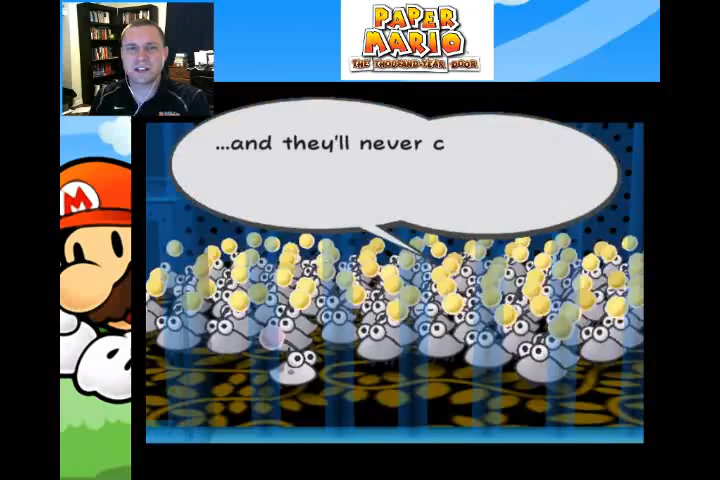 PAPER
MARIO
THE THOUSAND-YEAR DOOR
...and they'll never c
M